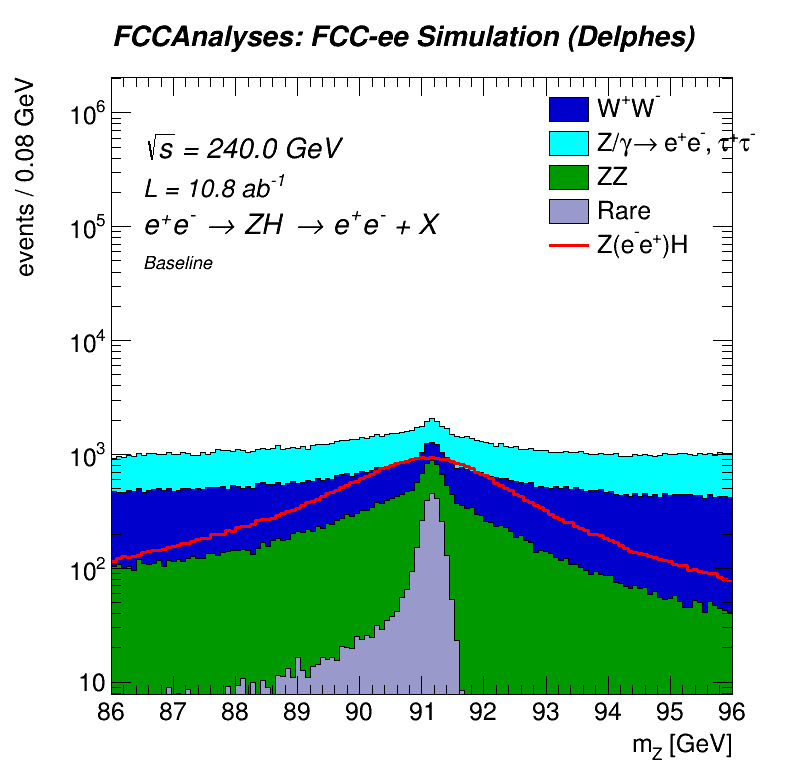 FCCAnalyses: FCC-ee Simulation (Delphes)
events / 0.08 GeV
√s = 240.0 GeV
L = 10.8 ab⁻¹
e⁺e⁻ → ZH → e⁺e⁻ + X
Baseline
W⁺W⁻
Z/γ→ e⁺e⁻, τ⁺τ⁻
ZZ
Rare
Z(e⁻e⁺)H
10⁶
10⁵
10⁴
10³
10²
10
86 87 88 89 90 91 92 93 94 95 96
m_Z [GeV]